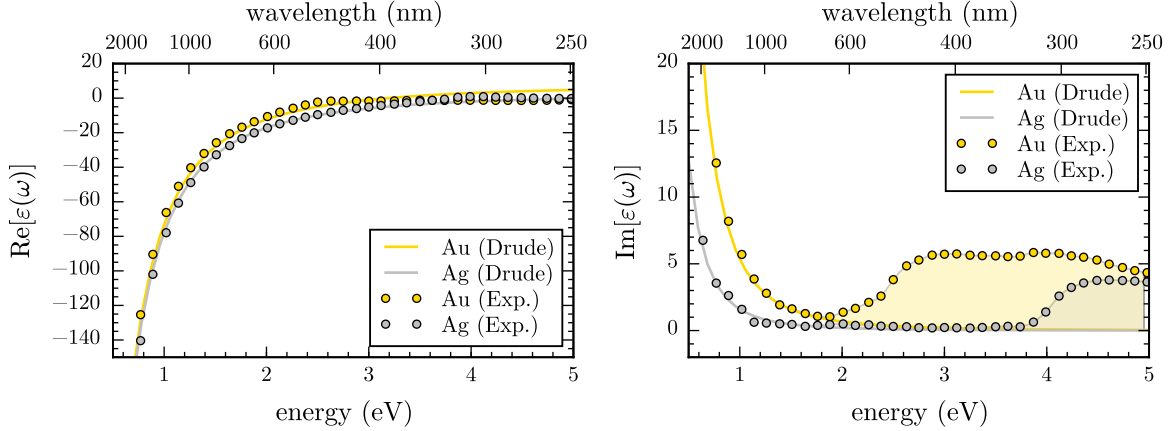 wavelength (nm)
2000 1000 600 400 300 250
20
0
−20
−40
−60
−80
−100
−120
−140
Re[ε(ω)]
Au (Drude)
Ag (Drude)
Au (Exp.)
Ag (Exp.)
1 2 3 4 5
energy (eV)
wavelength (nm)
2000 1000 600 400 300 250
20
15
10
5
0
Im[ε(ω)]
Au (Drude)
Ag (Drude)
Au (Exp.)
Ag (Exp.)
1 2 3 4 5
energy (eV)